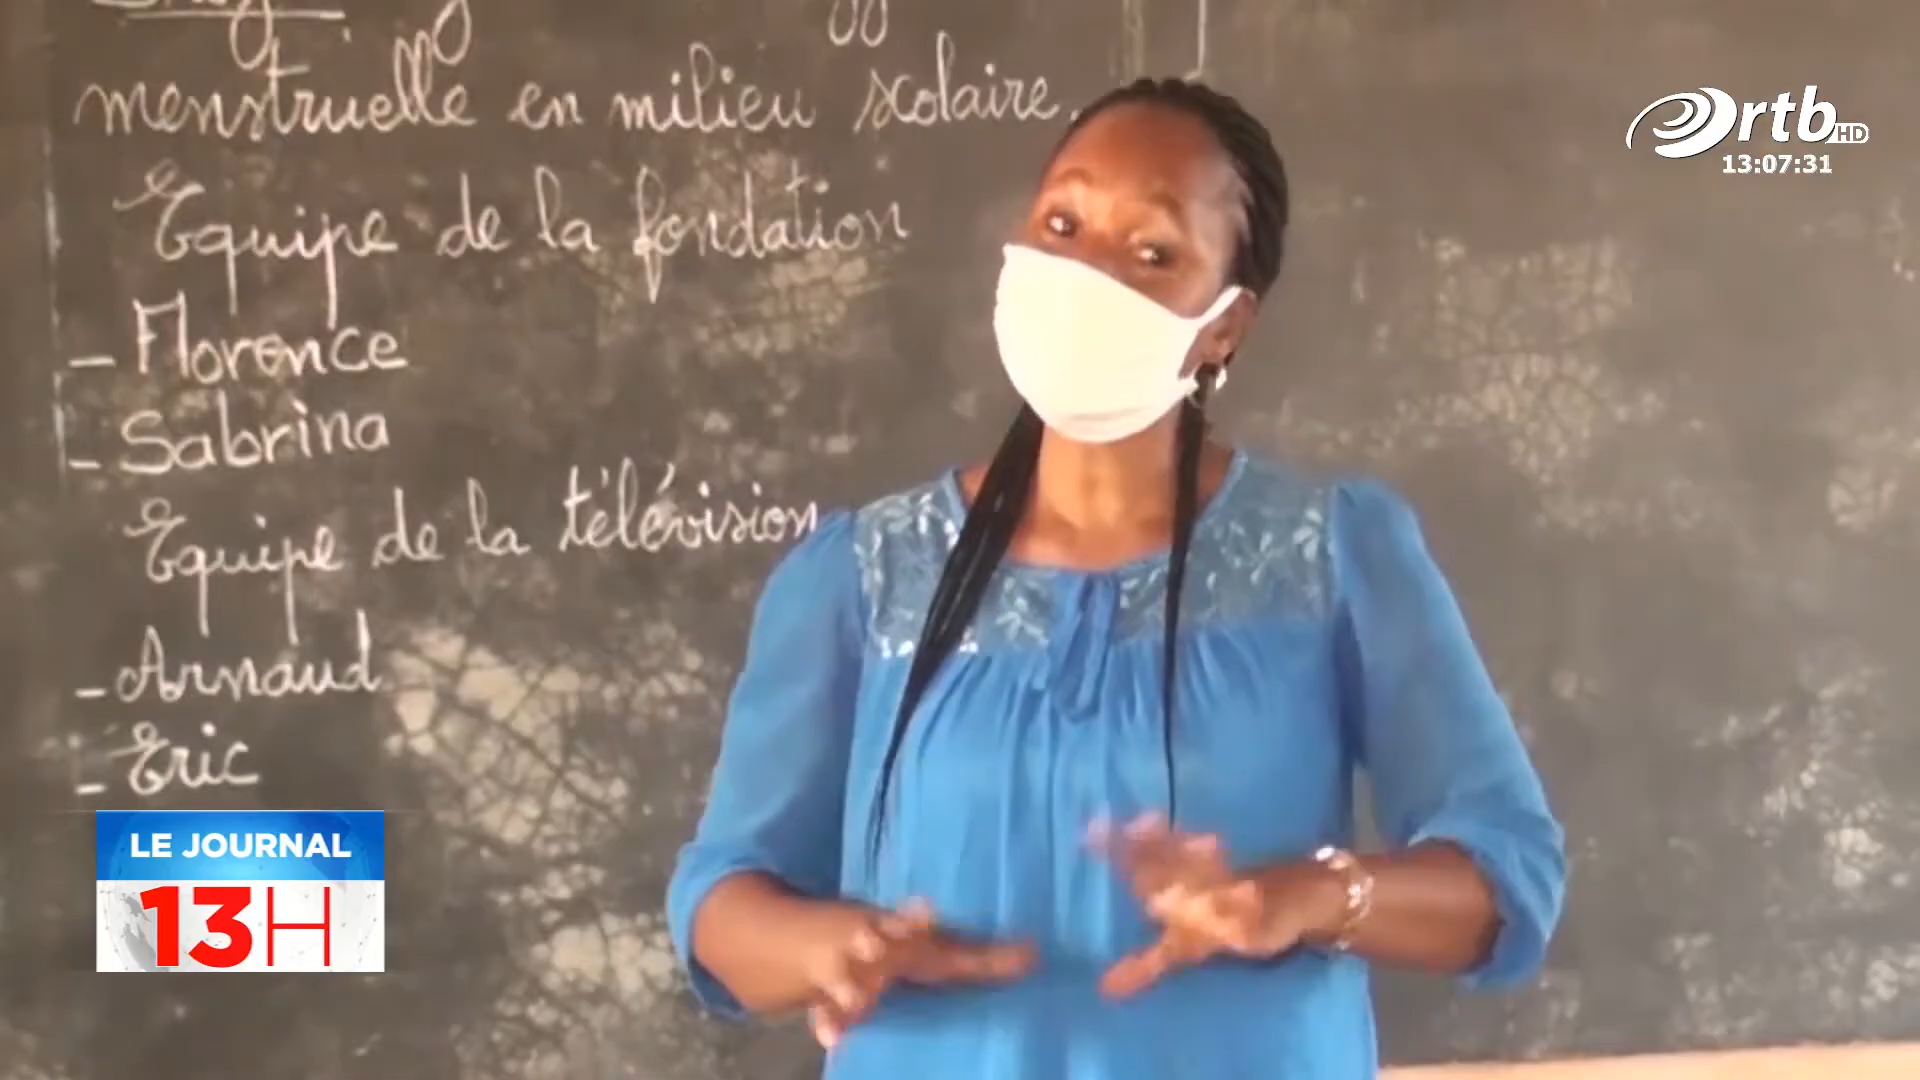 menstruelle en milieu scolaire.
Equipe de la fondation
- Florence
- Sabrina
Equipe de la télévision
- Arnaud
- Eric
rtb HD
13:07:31
LE JOURNAL
13H